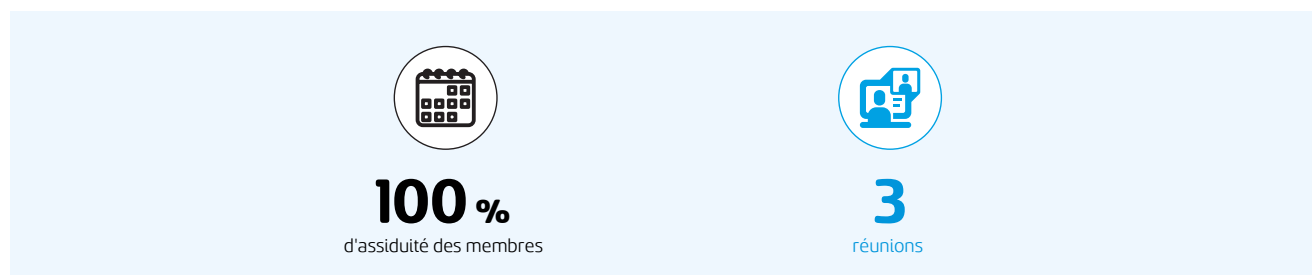 100 %
d'assiduité des membres
3
réunions